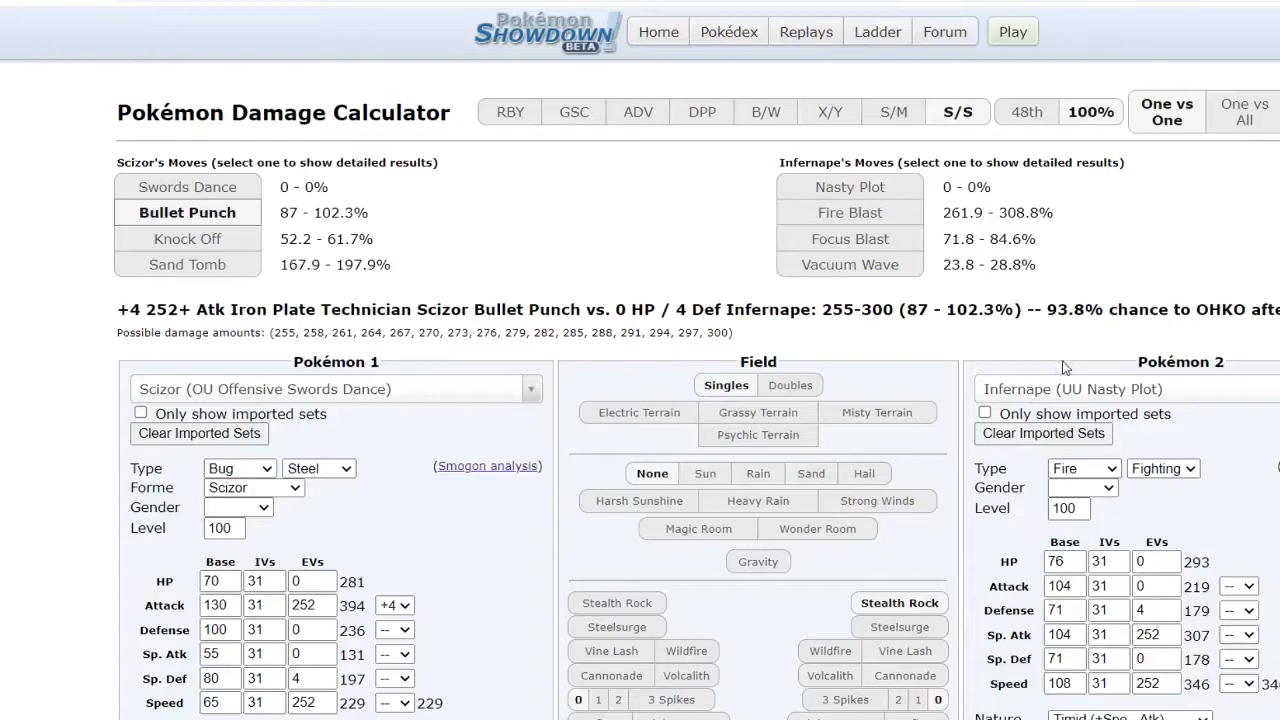 Pokémon SHOWDOWN! BETA Home Pokédex Replays Ladder Forum Play
Pokémon Damage Calculator RBY GSC ADV DPP B/W X/Y S/M S/S 48th 100% One vs One One vs All
Scizor's Moves (select one to show detailed results)
Swords Dance 0 - 0%
Bullet Punch 87 - 102.3%
Knock Off 52.2 - 61.7%
Sand Tomb 167.9 - 197.9%
Infernape's Moves (select one to show detailed results)
Nasty Plot 0 - 0%
Fire Blast 261.9 - 308.8%
Focus Blast 71.8 - 84.6%
Vacuum Wave 23.8 - 28.8%
+4 252+ Atk Iron Plate Technician Scizor Bullet Punch vs. 0 HP / 4 Def Infernape: 255-300 (87 - 102.3%) -- 93.8% chance to OHKO afte
Possible damage amounts: (255, 258, 261, 264, 267, 270, 273, 276, 279, 282, 285, 288, 291, 294, 297, 300)
Pokémon 1
Scizor (OU Offensive Swords Dance)
Only show imported sets
Clear Imported Sets
Type Bug Steel (Smogon analysis)
Forme Scizor
Gender
Level 100
Base IVs EVs
HP 70 31 0 281
Attack 130 31 252 394 +4
Defense 100 31 0 236 --
Sp. Atk 55 31 0 131 --
Sp. Def 80 31 4 197 --
Speed 65 31 252 229 -- 229
Field
Singles Doubles
Electric Terrain Grassy Terrain Misty Terrain
Psychic Terrain
None Sun Rain Sand Hail
Harsh Sunshine Heavy Rain Strong Winds
Magic Room Wonder Room
Gravity
Stealth Rock Stealth Rock
Steelsurge Steelsurge
Vine Lash Wildfire Wildfire Vine Lash
Cannonade Volcalith Volcalith Cannonade
0 1 2 3 Spikes 3 Spikes 2 1 0
Pokémon 2
Infernape (UU Nasty Plot)
Only show imported sets
Clear Imported Sets
Type Fire Fighting (
Gender
Level 100
Base IVs EVs
HP 76 31 0 293
Attack 104 31 0 219 --
Defense 71 31 4 179 --
Sp. Atk 104 31 252 307 --
Sp. Def 71 31 0 178 --
Speed 108 31 252 346 -- 34
Nature Timid (+Spe, -Atk)